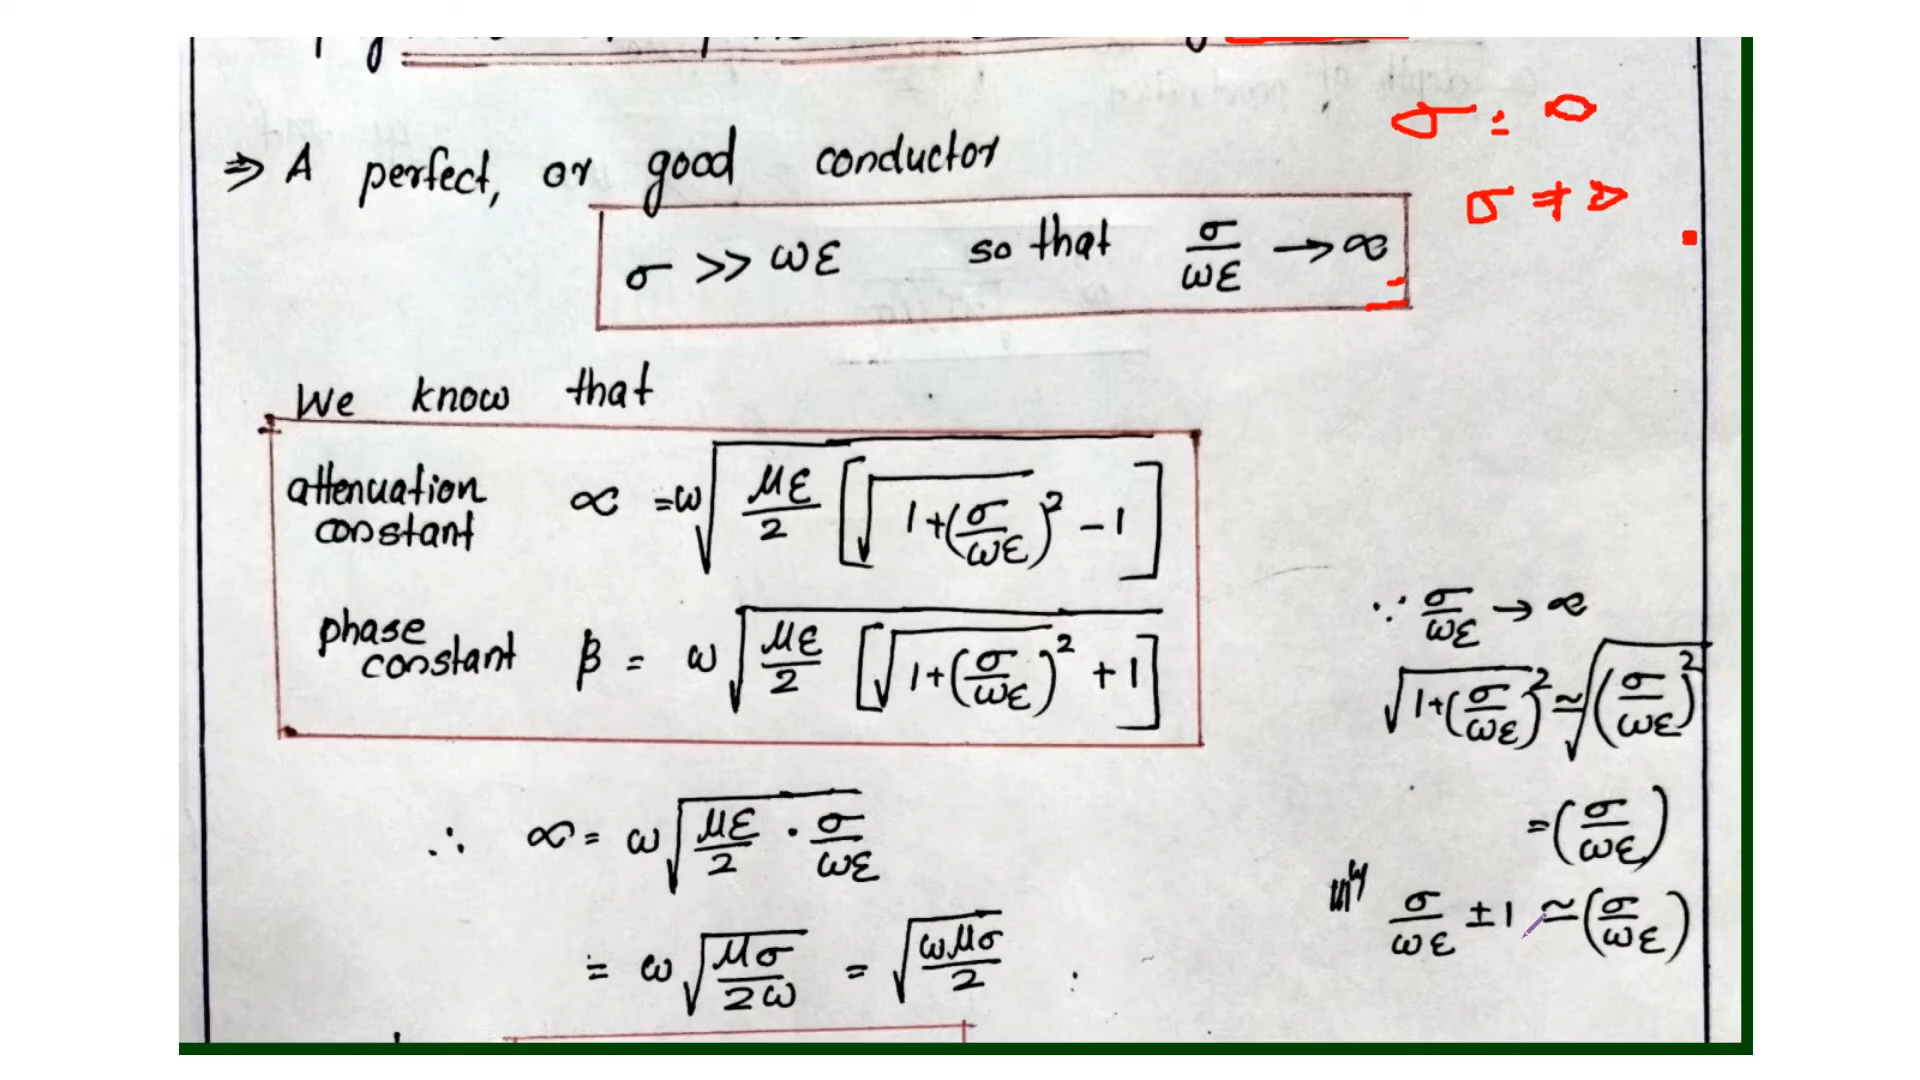 σ = 0
⇒ A perfect, or good conductor
σ ≠ 0
σ >> ωε so that σ/ωε → ∞
We know that
attenuation constant α = ω√(με/2 [√(1+(σ/ωε)²) - 1])
phase constant β = ω√(με/2 [√(1+(σ/ωε)²) + 1])
∵ σ/ωε → ∞
√(1+(σ/ωε)²) ≃ √((σ/ωε)²)
= (σ/ωε)
∴ α = ω√(με/2 · σ/ωε)
= ω√(μσ/2ω) = √(ωμσ/2)
lllly σ/ωε ± 1 ≃ (σ/ωε)